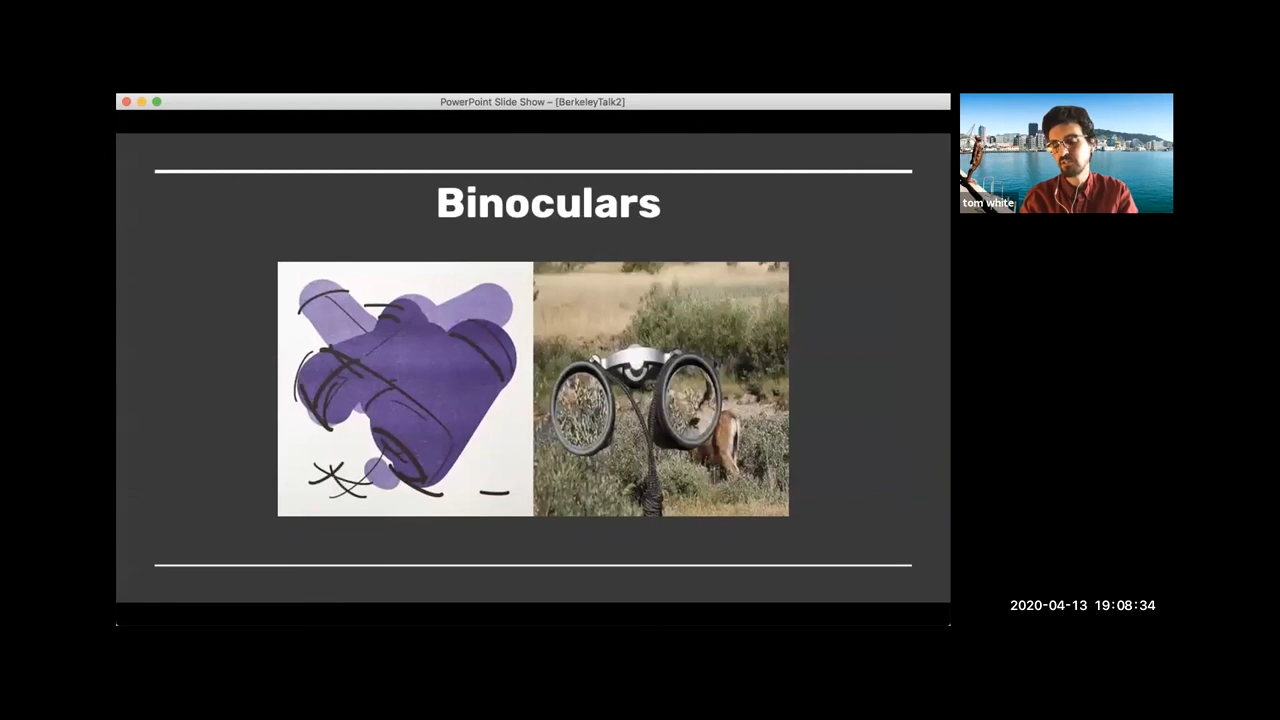 PowerPoint Slide Show – [BerkeleyTalk2]
Binoculars
tom white
2020-04-13 19:08:34